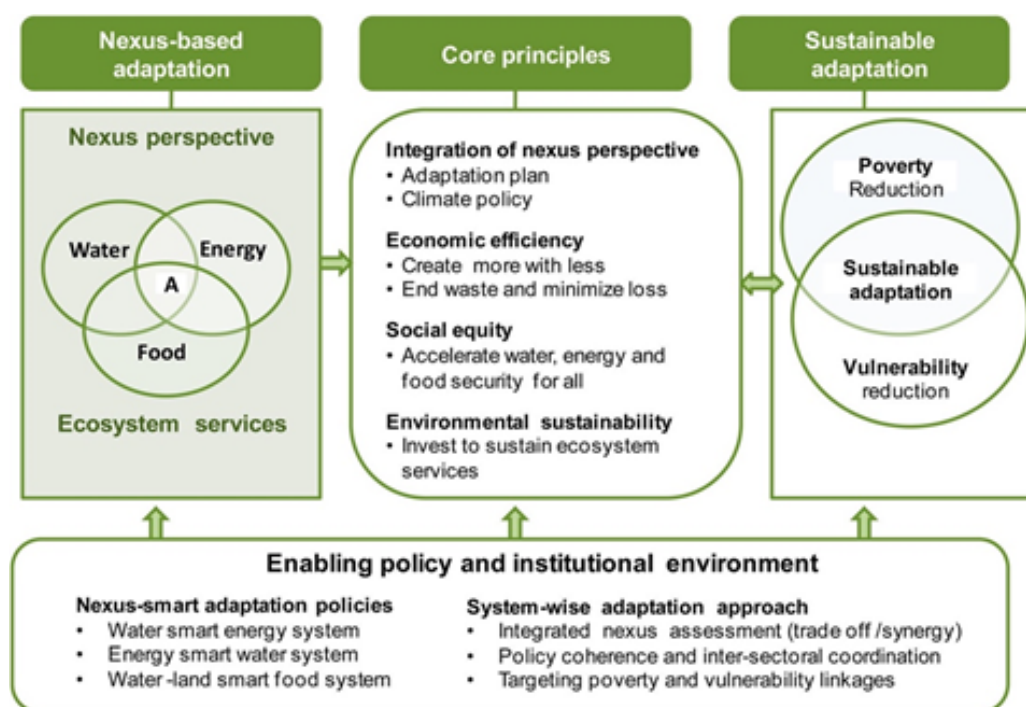 Nexus-based
adaptation
Core principles
Sustainable
adaptation
Nexus perspective
Water
Energy
A
Food
Ecosystem services
Integration of nexus perspective
• Adaptation plan
• Climate policy
Economic efficiency
• Create more with less
• End waste and minimize loss
Social equity
• Accelerate water, energy and
food security for all
Environmental sustainability
• Invest to sustain ecosystem
services
Poverty
Reduction
Sustainable
adaptation
Vulnerability
reduction
Enabling policy and institutional environment
Nexus-smart adaptation policies
• Water smart energy system
• Energy smart water system
• Water -land smart food system
System-wise adaptation approach
• Integrated nexus assessment (trade off /synergy)
• Policy coherence and inter-sectoral coordination
• Targeting poverty and vulnerability linkages